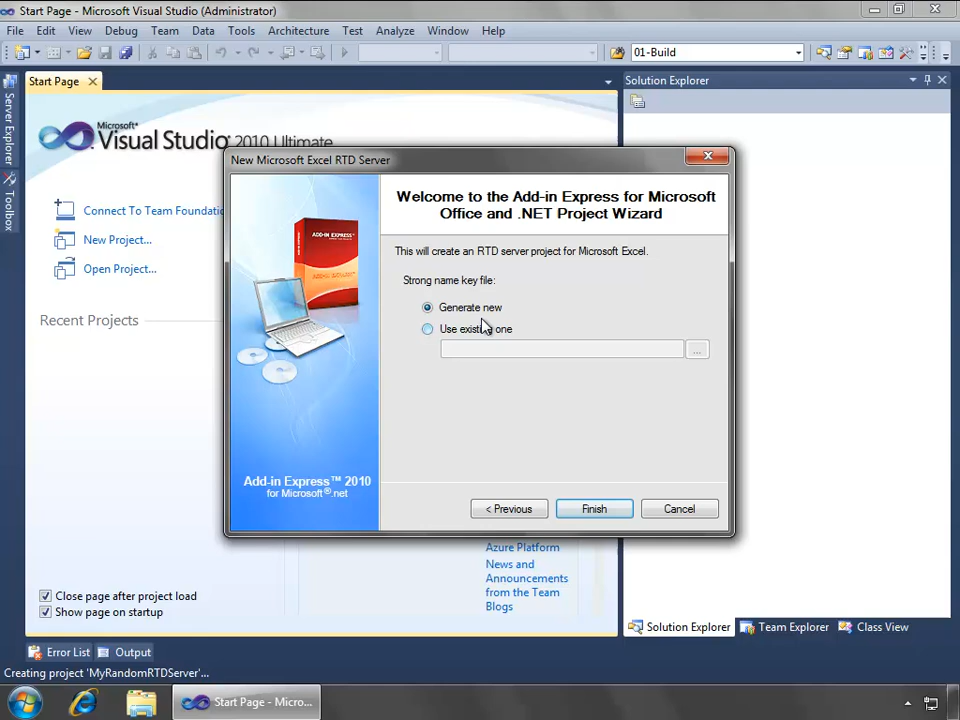 Start Page - Microsoft Visual Studio (Administrator)
File Edit View Debug Team Data Tools Architecture Test Analyze Window Help
01-Build
Server Explorer
Toolbox
Start Page
Solution Explorer
Microsoft®
Visual Studio 2010 Ultimate
Connect To Team Foundatio
New Project...
Open Project...
Recent Projects
New Microsoft Excel RTD Server
Welcome to the Add-in Express for Microsoft
Office and .NET Project Wizard
This will create an RTD server project for Microsoft Excel.
Strong name key file:
Generate new
Use existing one
...
ADD-IN EXPRESS
Add-in Express™ 2010
for Microsoft®.net
< Previous Finish Cancel
Azure Platform
News and
Announcements
from the Team
Blogs
Close page after project load
Show page on startup
Solution Explorer Team Explorer Class View
Error List Output
Creating project 'MyRandomRTDServer'...
Start Page - Micro...